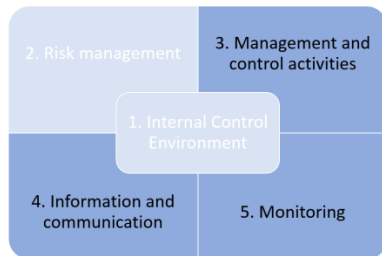 2. Risk management
3. Management and
control activities
1. Internal Control
Environment
4. Information and
communication
5. Monitoring